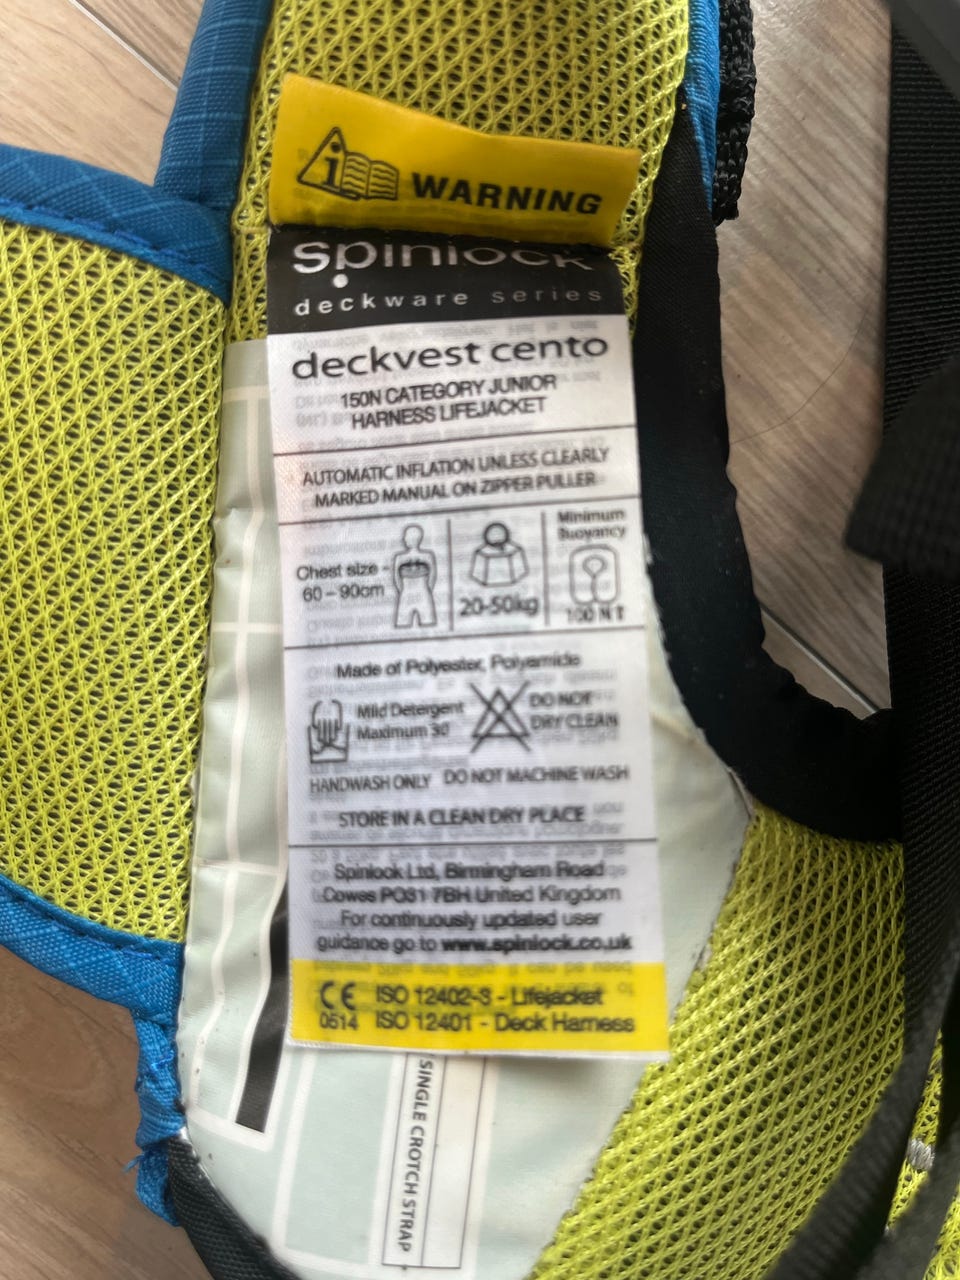 WARNING
spinlock
deckware series
deckvest cento
150N CATEGORY JUNIOR
HARNESS LIFEJACKET
AUTOMATIC INFLATION UNLESS CLEARLY
MARKED MANUAL ON ZIPPER PULLER
Chest size -
60 – 90cm
20-50kg
Minimum
Buoyancy
100 N
Made of Polyester, Polyamide
Mild Detergent
Maximum 30
DO NOT
DRY CLEAN
HANDWASH ONLY DO NOT MACHINE WASH
STORE IN A CLEAN DRY PLACE
Spinlock Ltd, Birmingham Road
Cowes PO31 7BH United Kingdom
For continuously updated user
guidance go to www.spinlock.co.uk
CE ISO 12402-3 - Lifejacket
0514 ISO 12401 - Deck Harness
SINGLE CROTCH STRAP